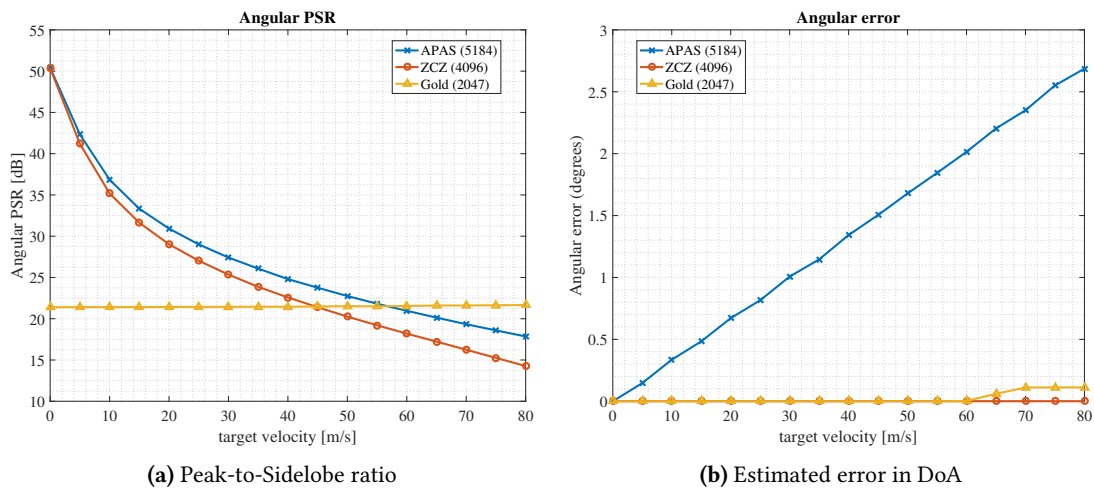 Angular PSR
55
50
45
40
35
30
25
20
15
10
Angular PSR [dB]
APAS (5184)
ZCZ (4096)
Gold (2047)
0 10 20 30 40 50 60 70 80
target velocity [m/s]
(a) Peak-to-Sidelobe ratio
Angular error
3
2.5
2
1.5
1
0.5
0
Angular error (degrees)
APAS (5184)
ZCZ (4096)
Gold (2047)
0 10 20 30 40 50 60 70 80
target velocity [m/s]
(b) Estimated error in DoA